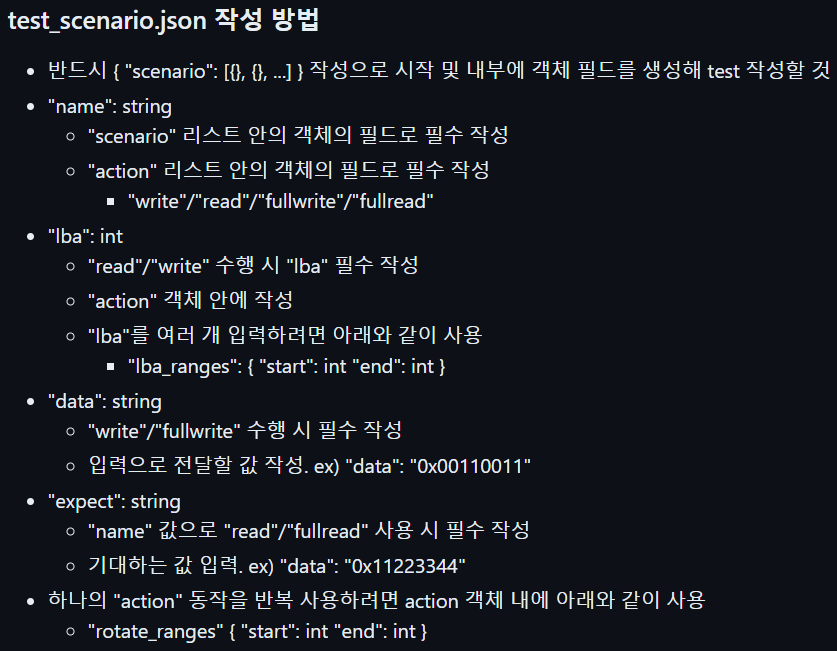 test_scenario.json 작성 방법
반드시 { "scenario": [{}, {}, ...] } 작성으로 시작 및 내부에 객체 필드를 생성해 test 작성할 것
"name": string
"scenario" 리스트 안의 객체의 필드로 필수 작성
"action" 리스트 안의 객체의 필드로 필수 작성
"write"/"read"/"fullwrite"/"fullread"
"lba": int
"read"/"write" 수행 시 "lba" 필수 작성
"action" 객체 안에 작성
"lba"를 여러 개 입력하려면 아래와 같이 사용
"lba_ranges": { "start": int "end": int }
"data": string
"write"/"fullwrite" 수행 시 필수 작성
입력으로 전달할 값 작성. ex) "data": "0x00110011"
"expect": string
"name" 값으로 "read"/"fullread" 사용 시 필수 작성
기대하는 값 입력. ex) "data": "0x11223344"
하나의 "action" 동작을 반복 사용하려면 action 객체 내에 아래와 같이 사용
"rotate_ranges" { "start": int "end": int }